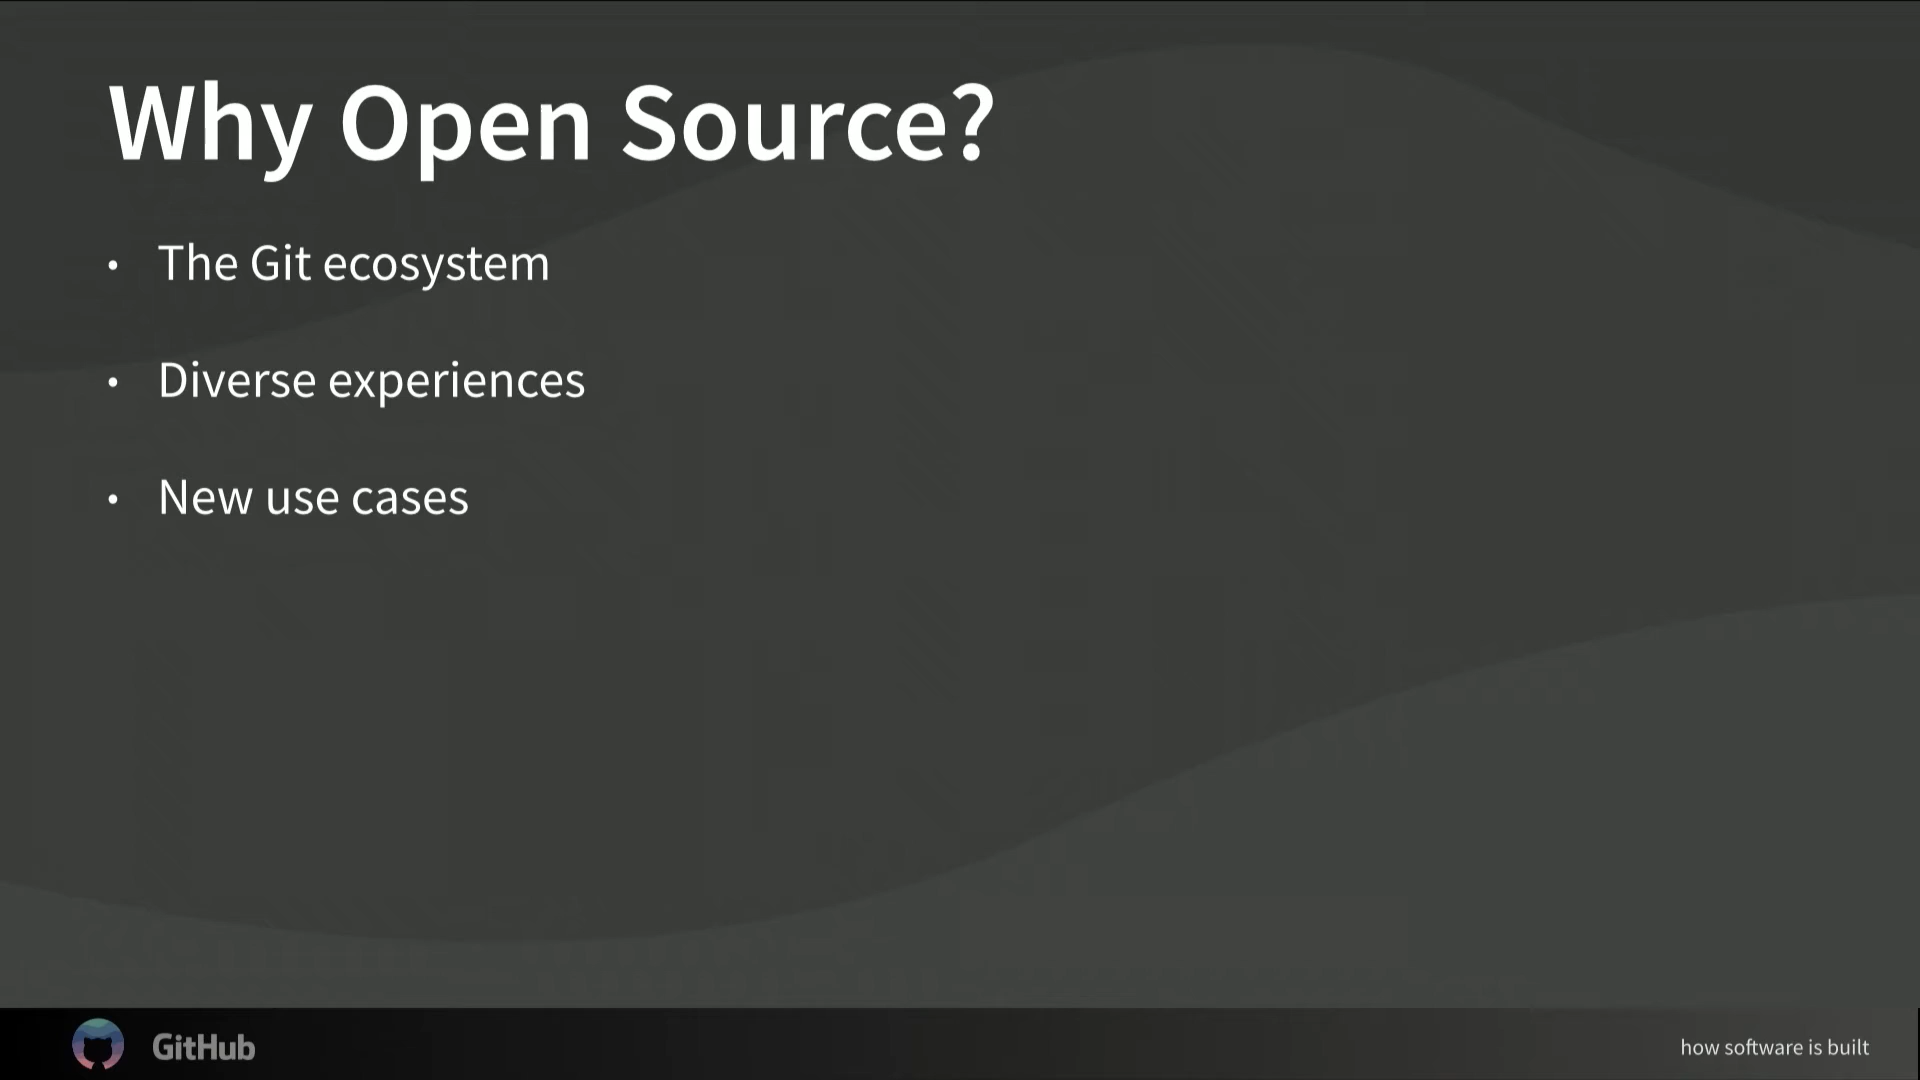 Why Open Source?
• The Git ecosystem
• Diverse experiences
• New use cases
GitHub
how software is built